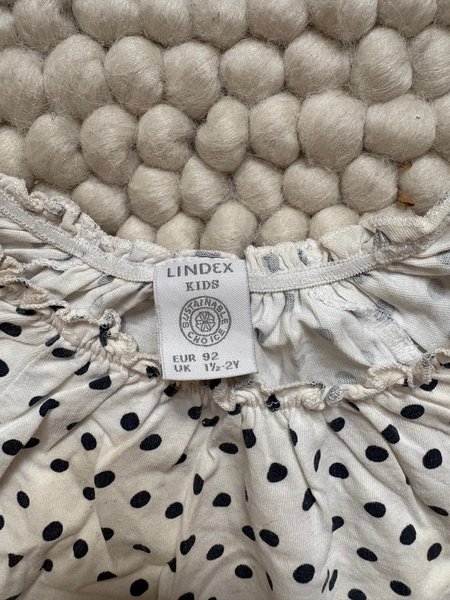 LINDEX
KIDS
SUSTAINABLE
CHOICE
EUR 92
UK 1½-2Y